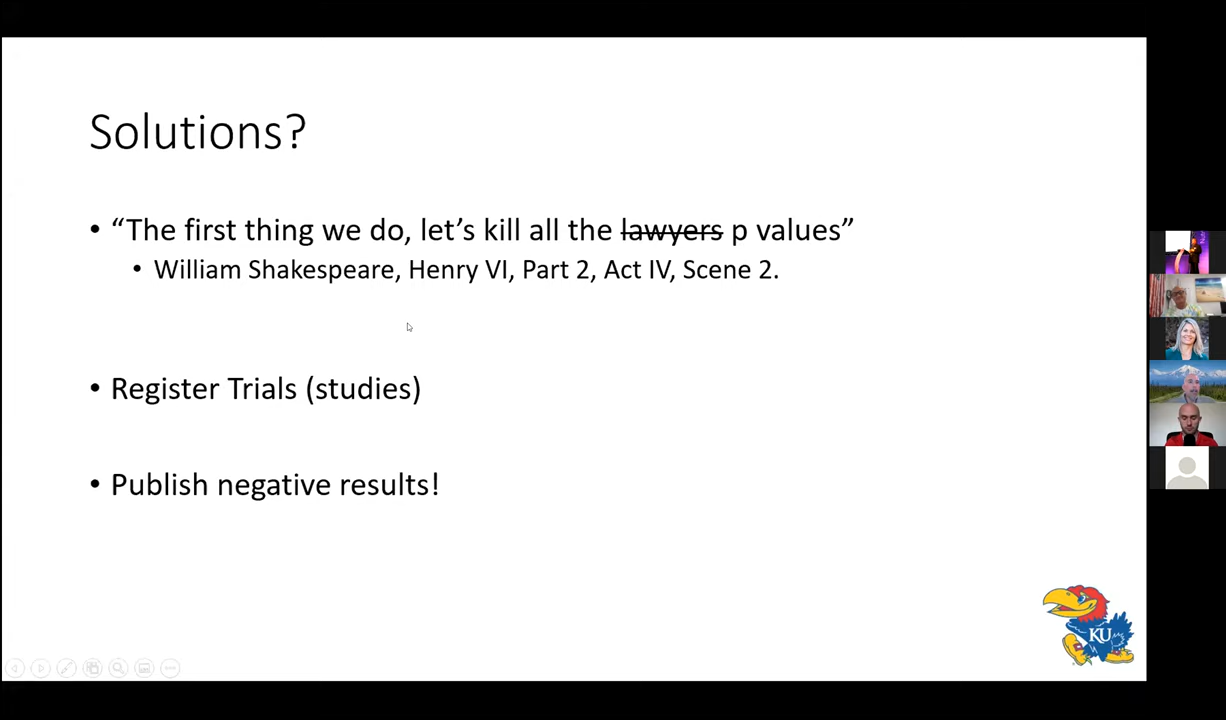 Solutions?
• “The first thing we do, let’s kill all the lawyers p values”
• William Shakespeare, Henry VI, Part 2, Act IV, Scene 2.
• Register Trials (studies)
• Publish negative results!
KU